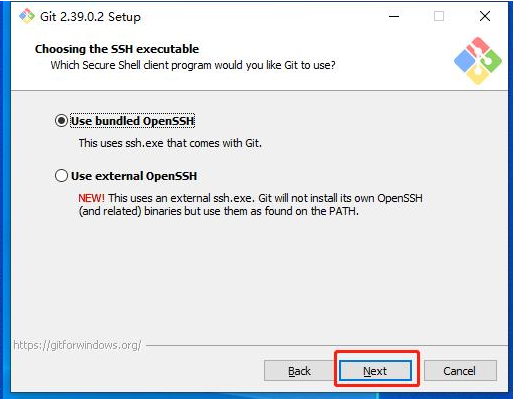 Git 2.39.0.2 Setup
Choosing the SSH executable
Which Secure Shell client program would you like Git to use?
Use bundled OpenSSH
This uses ssh.exe that comes with Git.
Use external OpenSSH
NEW! This uses an external ssh.exe. Git will not install its own OpenSSH
(and related) binaries but use them as found on the PATH.
https://gitforwindows.org/
Back Next Cancel